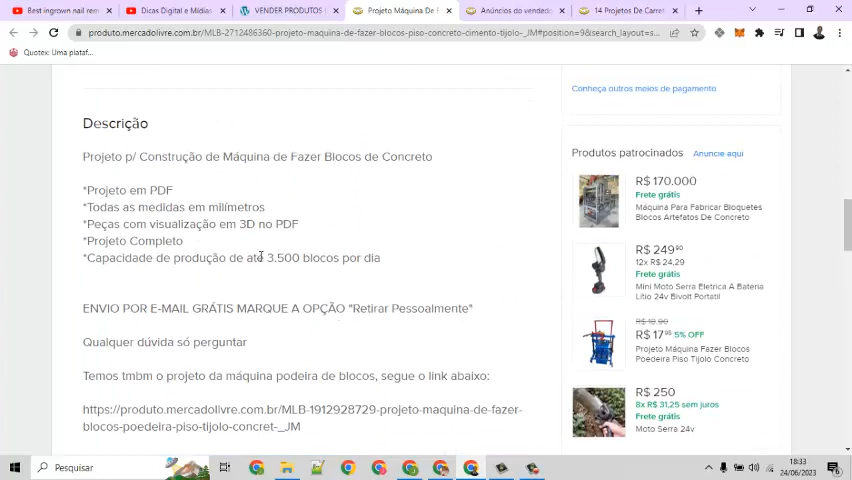 Best ingrown nail rem
Dicas Digital e Mídias
VENDER PRODUTOS
Projeto Máquina De F
Anúncios do vendedo
14 Projetos De Carret
produto.mercadolivre.com.br/MLB-2712486360-projeto-maquina-de-fazer-blocos-piso-concreto-cimento-tijolo-_JM#position=9&search_layout=s...
Quotex: Uma plataf...
Descrição
Projeto p/ Construção de Máquina de Fazer Blocos de Concreto
*Projeto em PDF
*Todas as medidas em milímetros
*Peças com visualização em 3D no PDF
*Projeto Completo
*Capacidade de produção de até 3.500 blocos por dia
ENVIO POR E-MAIL GRÁTIS MARQUE A OPÇÃO "Retirar Pessoalmente"
Quaiquer dúvida só perguntar
Temos tmbm o projeto da máquina podeira de blocos, segue o link abaixo:
https://produto.mercadolivre.com.br/MLB-1912928729-projeto-maquina-de-fazer-
blocos-poedeira-piso-tijolo-concret-_JM
Conheça outros meios de pagamento
Produtos patrocinados Anuncie aqui
R$ 170.000
Frete grátis
Máquina Para Fabricar Bloquetes
Blocos Artefatos De Concreto
R$ 249⁹⁰
12x R$ 24,29
Frete grátis
Mini Moto Serra Eletrica A Bateria
Lítio 24v Bivolt Portatil
R$ 18,90
R$ 17⁹⁵ 5% OFF
Projeto Máquina Fazer Blocos
Poedeira Piso Tijolo Concreto
R$ 250
8x R$ 31,25 sem juros
Frete grátis
Moto Serra 24v
Pesquisar
18:33
24/06/2023